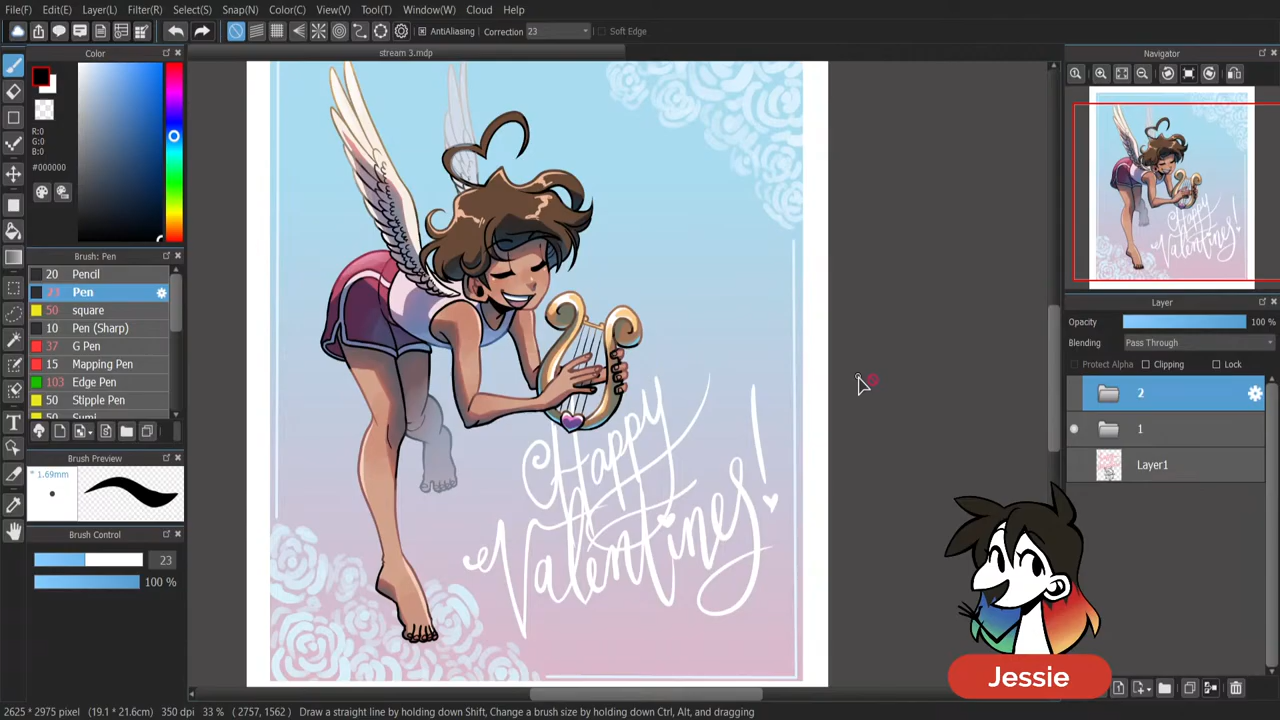 File(F) Edit(E) Layer(L) Filter(R) Select(S) Snap(N) Color(C) View(V) Tool(T) Window(W) Cloud Help
AntiAliasing Correction 23 Soft Edge
stream 3.mdp
Color
R:0
G:0
B:0
#000000
Brush: Pen
20 Pencil
23 Pen
50 square
10 Pen (Sharp)
37 G Pen
15 Mapping Pen
103 Edge Pen
50 Stipple Pen
50 Sumi
Brush Preview
* 1.69mm
Brush Control
23
100 %
Happy
Valentines!
Navigator
Layer
Opacity 100 %
Blending Pass Through
Protect Alpha Clipping Lock
2
1
Layer1
Jessie
2625 * 2975 pixel (19.1 * 21.6cm) 350 dpi 33 % ( 2757, 1562 ) Draw a straight line by holding down Shift, Change a brush size by holding down Ctrl, Alt, and dragging